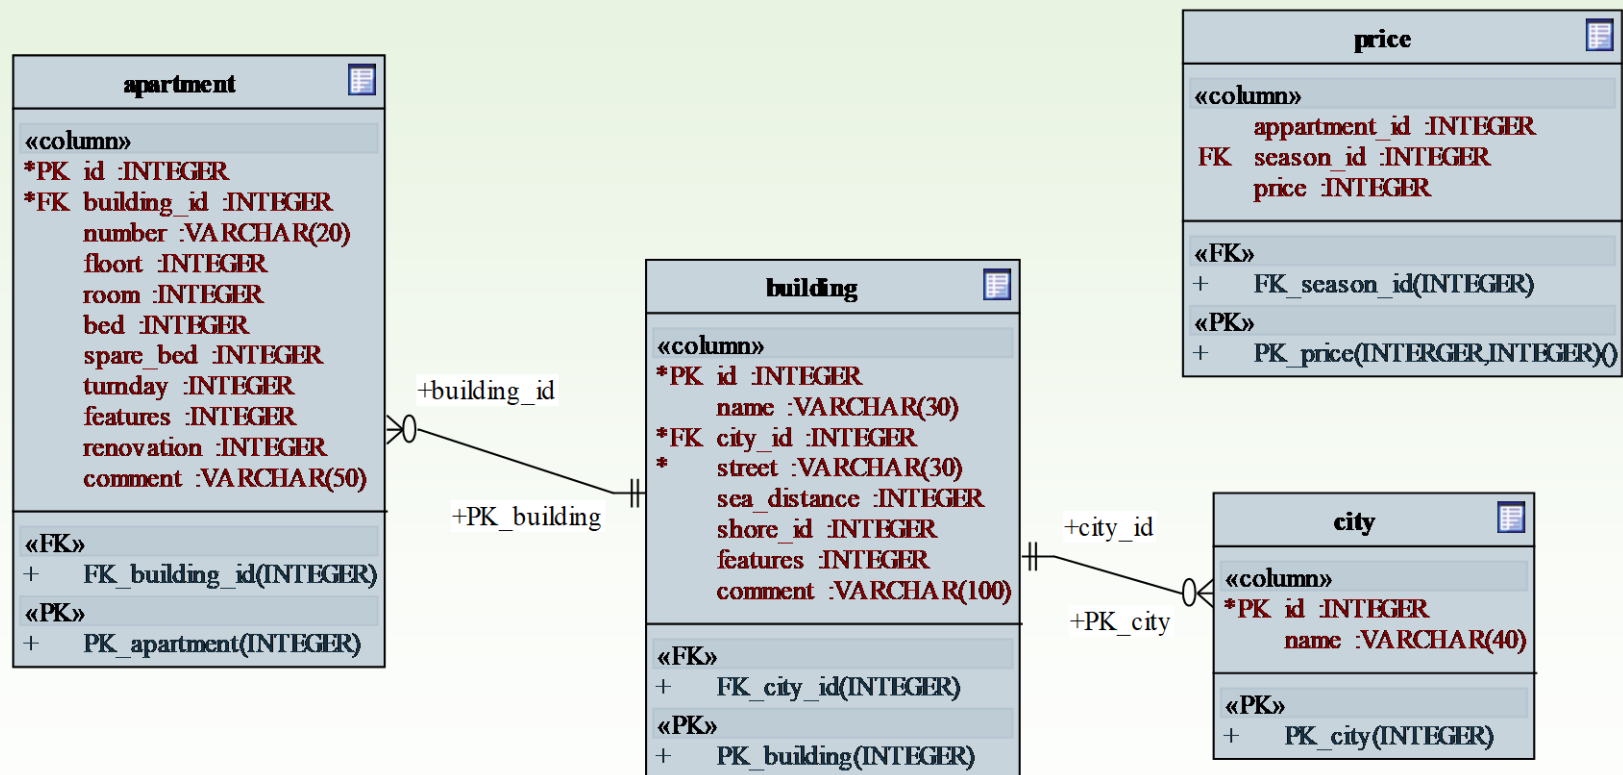 apartment
«column»
*PK id :INTEGER
*FK building_id :INTEGER
number :VARCHAR(20)
floort :INTEGER
room :INTEGER
bed :INTEGER
spare_bed :INTEGER
turnday :INTEGER
features :INTEGER
renovation :INTEGER
comment :VARCHAR(50)
«FK»
+ FK_building_id(INTEGER)
«PK»
+ PK_apartment(INTEGER)
+building_id
+PK_building
building
«column»
*PK id :INTEGER
name :VARCHAR(30)
*FK city_id :INTEGER
* street :VARCHAR(30)
sea_distance :INTEGER
shore_id :INTEGER
features :INTEGER
comment :VARCHAR(100)
«FK»
+ FK_city_id(INTEGER)
«PK»
+ PK_building(INTEGER)
+city_id
+PK_city
price
«column»
appartment_id :INTEGER
FK season_id :INTEGER
price :INTEGER
«FK»
+ FK_season_id(INTEGER)
«PK»
+ PK_price(INTERGER,INTEGER)()
city
«column»
*PK id :INTEGER
name :VARCHAR(40)
«PK»
+ PK_city(INTEGER)